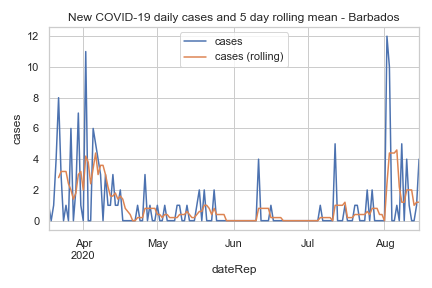 New COVID-19 daily cases and 5 day rolling mean - Barbados
cases
cases (rolling)
12
10
8
6
4
2
0
cases
Apr
2020
May
Jun
Jul
Aug
dateRep